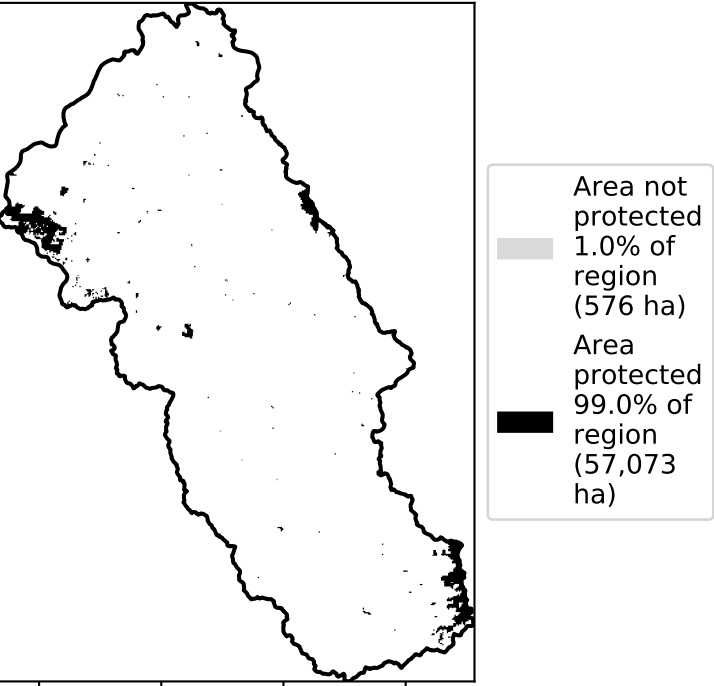 Area not
protected
1.0% of
region
(576 ha)
Area
protected
99.0% of
region
(57,073
ha)